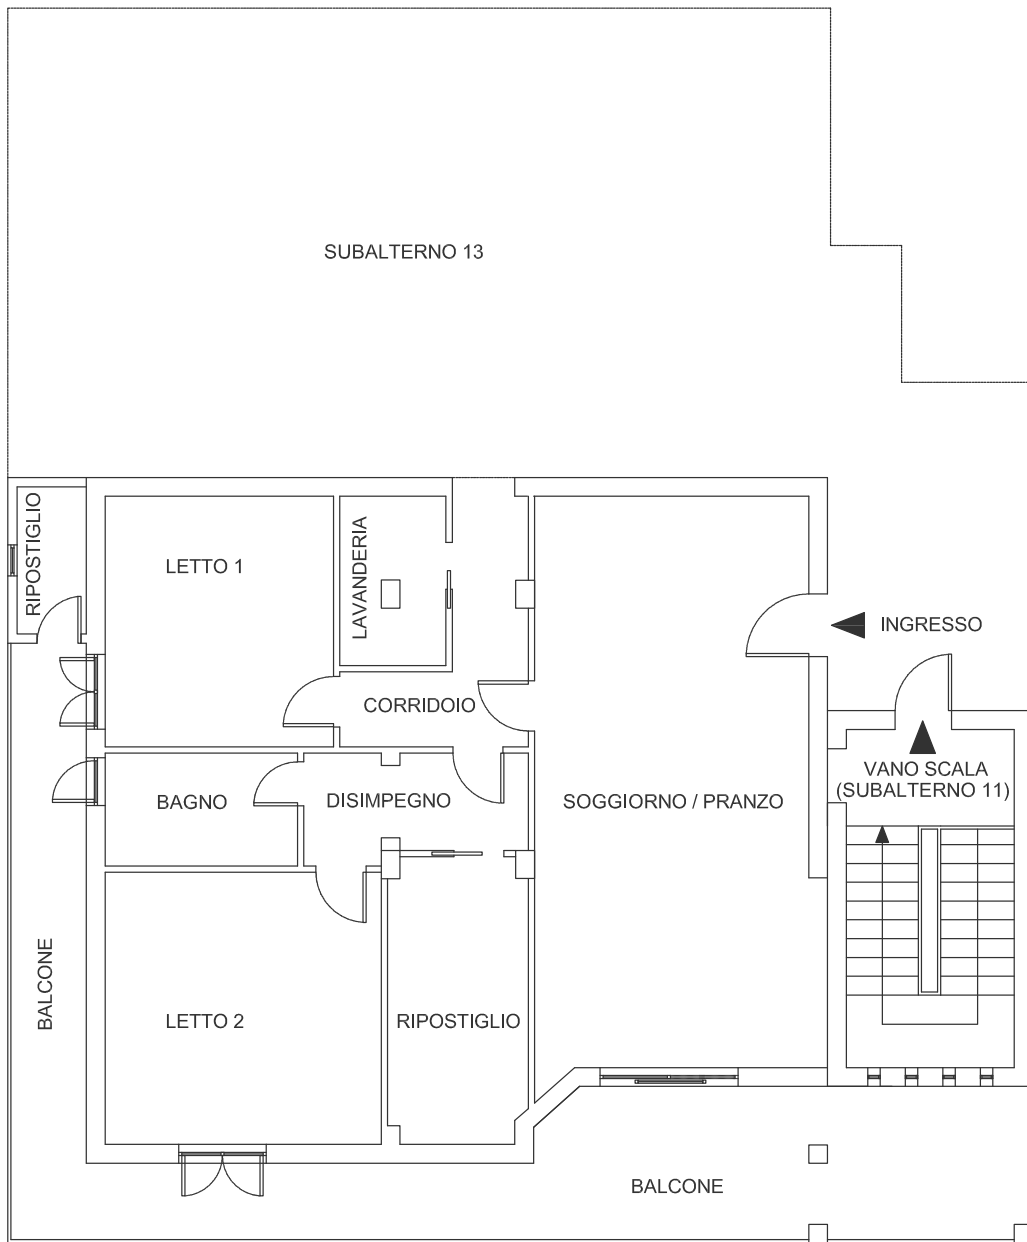 SUBALTERNO 13
RIPOSTIGLIO
LETTO 1
LAVANDERIA
INGRESSO
CORRIDOIO
VANO SCALA
(SUBALTERNO 11)
BAGNO
DISIMPEGNO
SOGGIORNO / PRANZO
BALCONE
LETTO 2
RIPOSTIGLIO
BALCONE